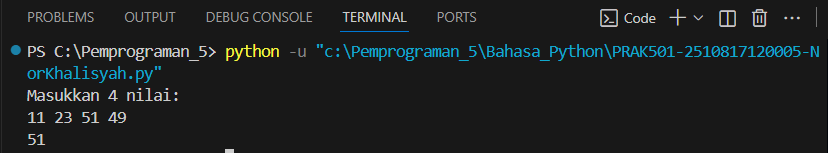 PROBLEMS OUTPUT DEBUG CONSOLE TERMINAL PORTS Code
PS C:\Pemprograman_5> python -u "c:\Pemprograman_5\Bahasa_Python\PRAK501-2510817120005-N
orKhalisyah.py"
Masukkan 4 nilai:
11 23 51 49
51